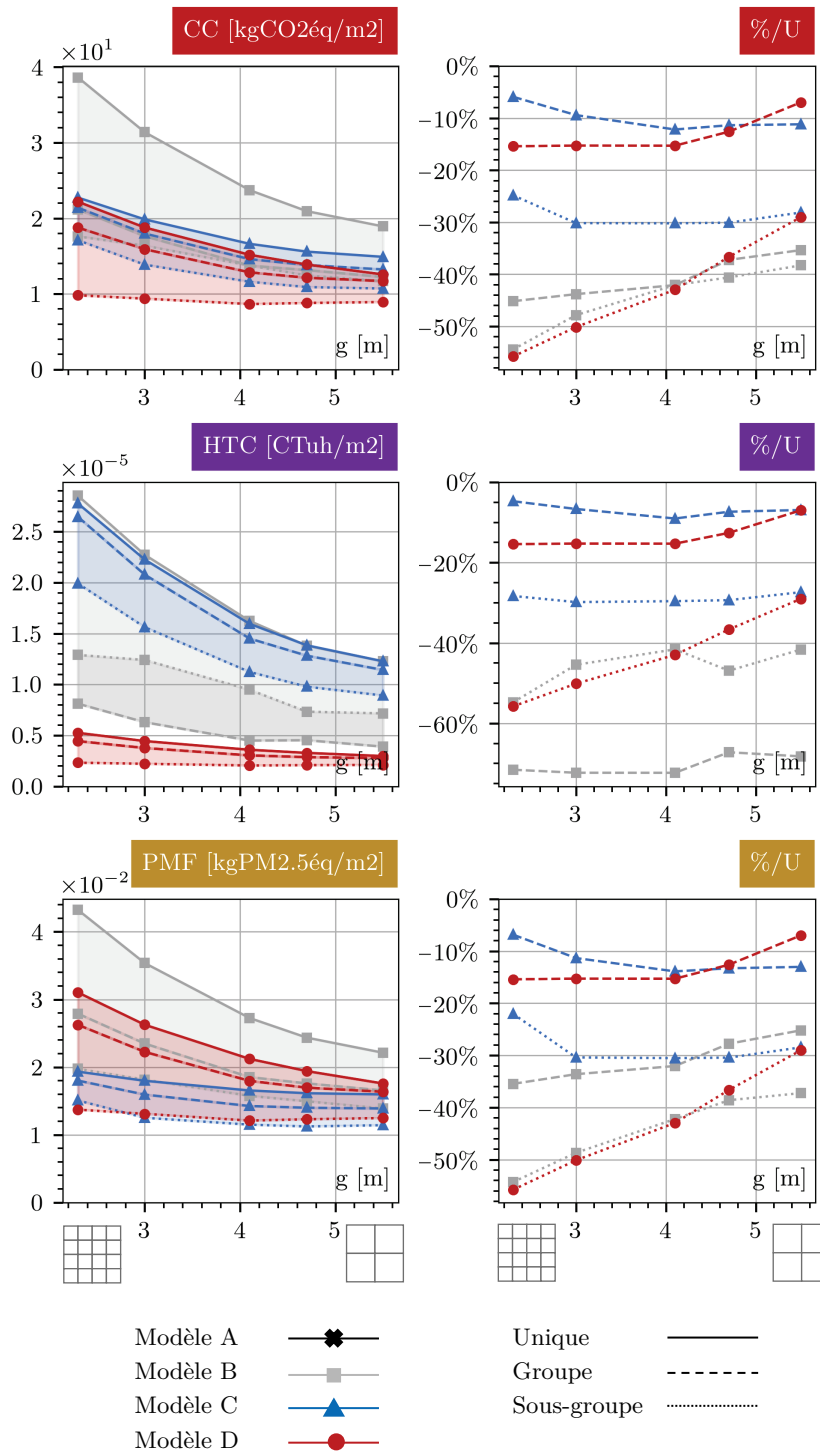 CC [kgCO2éq/m2]
%/U
×10¹
4
3
2
1
0
g [m]
3 4 5
0%
−10%
−20%
−30%
−40%
−50%
g [m]
3 4 5
HTC [CTuh/m2]
%/U
×10⁻⁵
2.5
2.0
1.5
1.0
0.5
0.0
g [m]
3 4 5
0%
−20%
−40%
−60%
3 4 5
PMF [kgPM2.5éq/m2]
%/U
×10⁻²
4
3
2
1
0
g [m]
3 4 5
0%
−10%
−20%
−30%
−40%
−50%
g [m]
3 4 5
Modèle A
Modèle B
Modèle C
Modèle D
Unique
Groupe
Sous-groupe